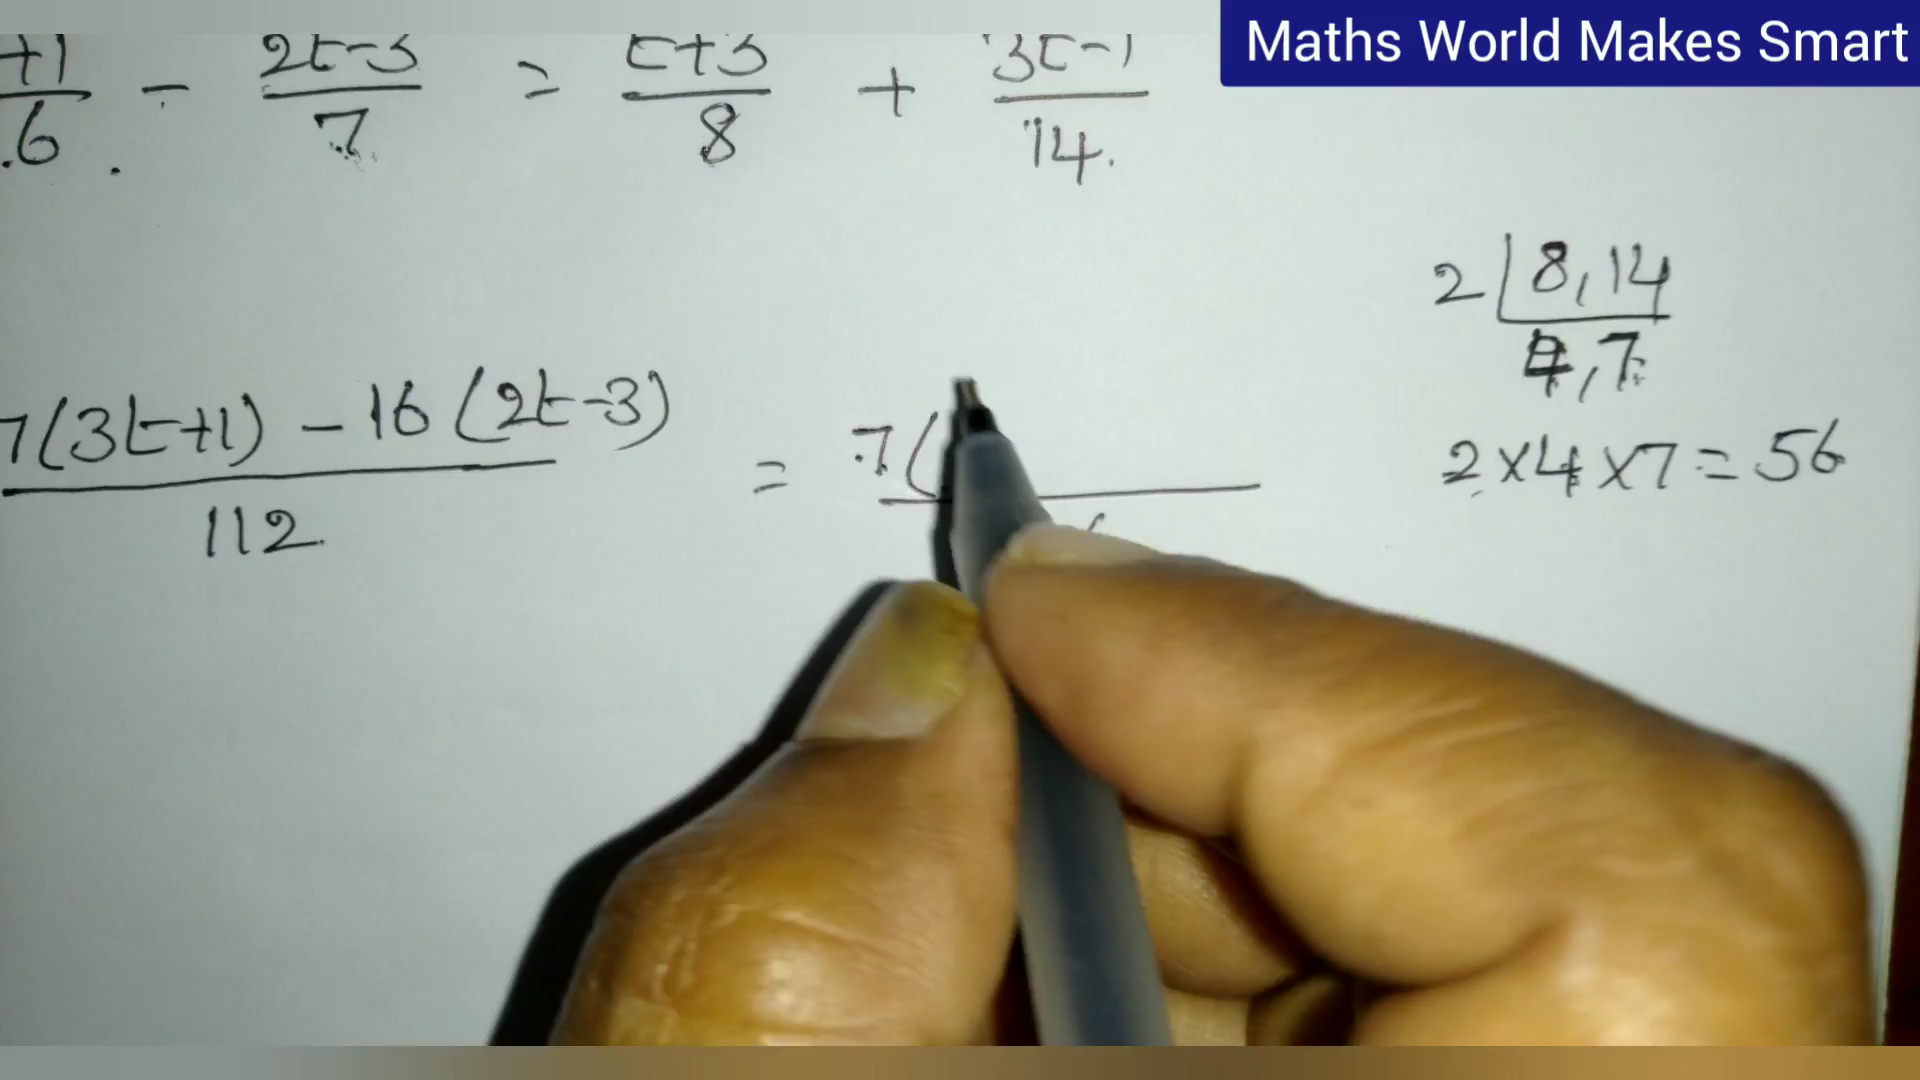 Maths World Makes Smart
+1/6 - 2t-3/7 = t+3/8 + 3t-1/14
2 | 8, 14
4, 7
7(3t+1) - 16(2t-3)/112 = 7(
2×4×7=56